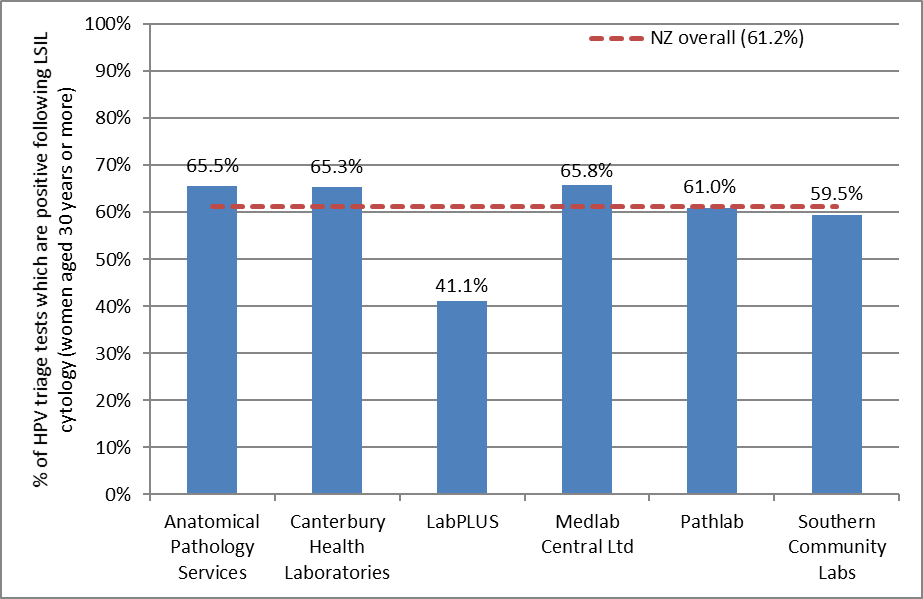 % of HPV triage tests which are positive following LSIL
cytology (women aged 30 years or more)
100%
90%
80%
70%
60%
50%
40%
30%
20%
10%
0%
NZ overall (61.2%)
65.5%
65.3%
41.1%
65.8%
61.0%
59.5%
Anatomical
Pathology
Services
Canterbury
Health
Laboratories
LabPLUS
Medlab
Central Ltd
Pathlab
Southern
Community
Labs